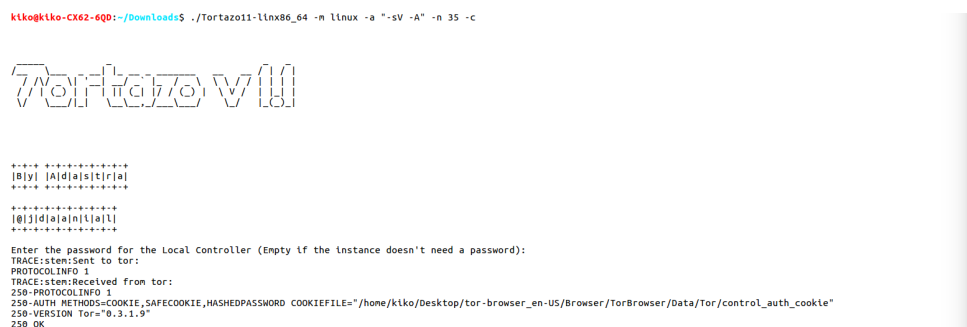 kiko@kiko-CX62-6QD:~/Downloads$ ./Tortazo11-linx86_64 -m linux -a "-sV -A" -n 35 -c
Tortazo v1.1
|B|y| |A|d|a|s|t|r|a|
|@|j|d|a|a|n|i|a|l|
Enter the password for the Local Controller (Empty if the instance doesn't need a password):
TRACE:stem:Sent to tor:
PROTOCOLINFO 1
TRACE:stem:Received from tor:
250-PROTOCOLINFO 1
250-AUTH METHODS=COOKIE,SAFECOOKIE,HASHEDPASSWORD COOKIEFILE="/home/kiko/Desktop/tor-browser_en-US/Browser/TorBrowser/Data/Tor/control_auth_cookie"
250-VERSION Tor="0.3.1.9"
250 OK